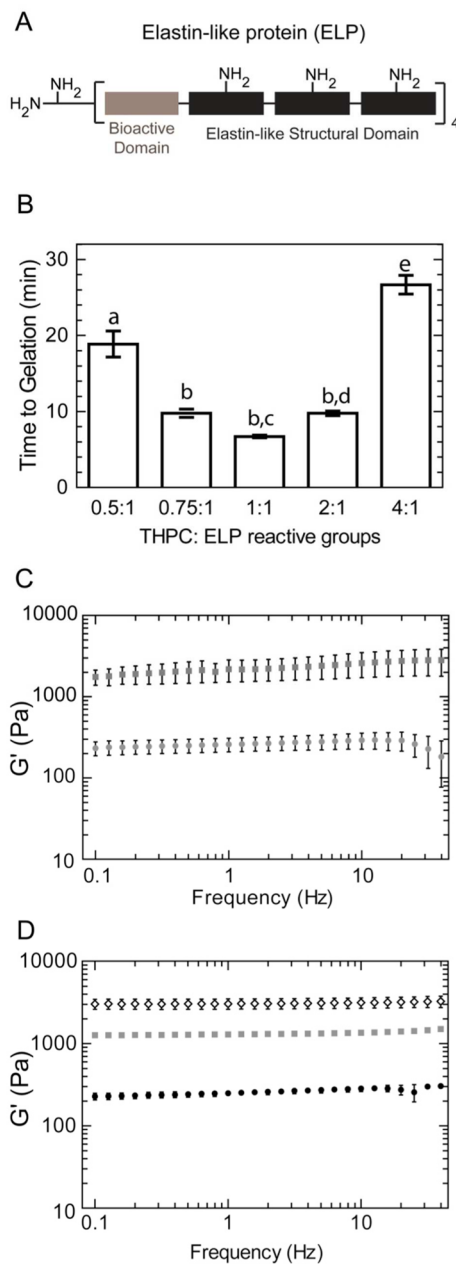 A
Elastin-like protein (ELP)
NH2 NH2 NH2 NH2
H2N
4
Bioactive
Domain
Elastin-like Structural Domain
B
Time to Gelation (min)
30
20
10
0
a
b
b,c
b,d
e
0.5:1 0.75:1 1:1 2:1 4:1
THPC: ELP reactive groups
C
G' (Pa)
10000
1000
100
10
0.1 1 10
Frequency (Hz)
D
G' (Pa)
10000
1000
100
10
0.1 1 10
Frequency (Hz)